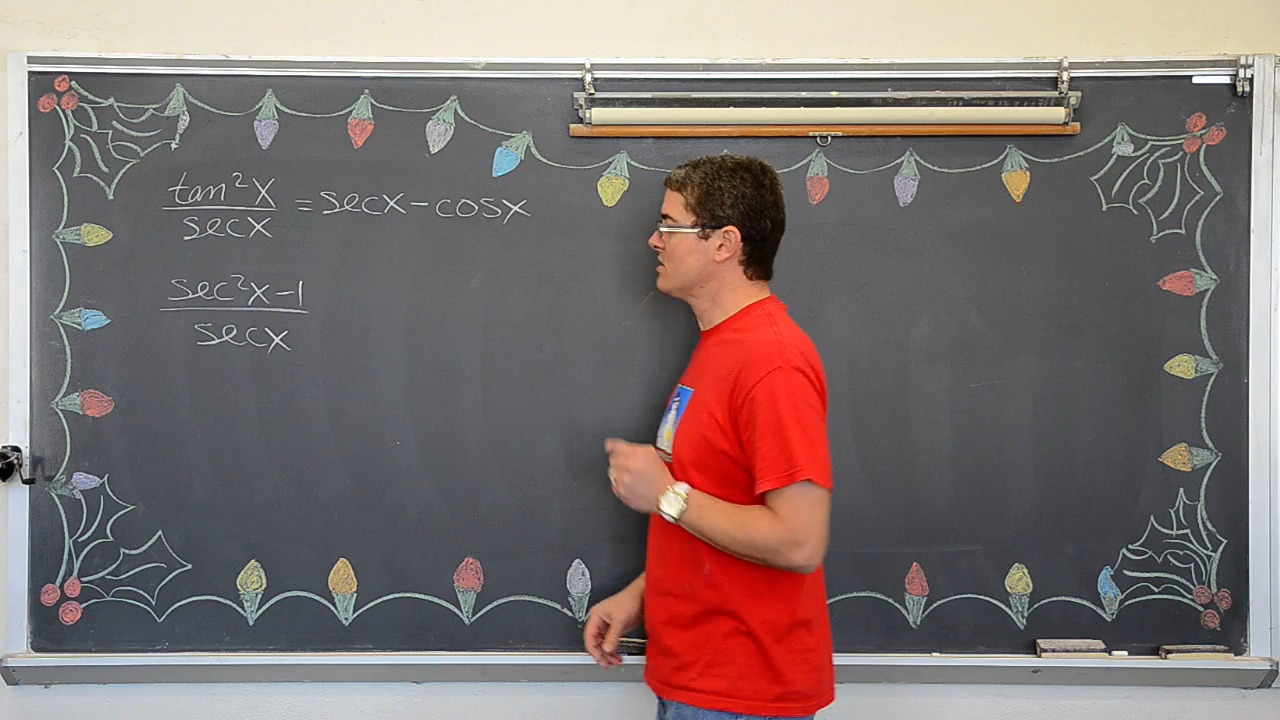 tan²x / secx = secx - cosx
sec²x - 1 / secx